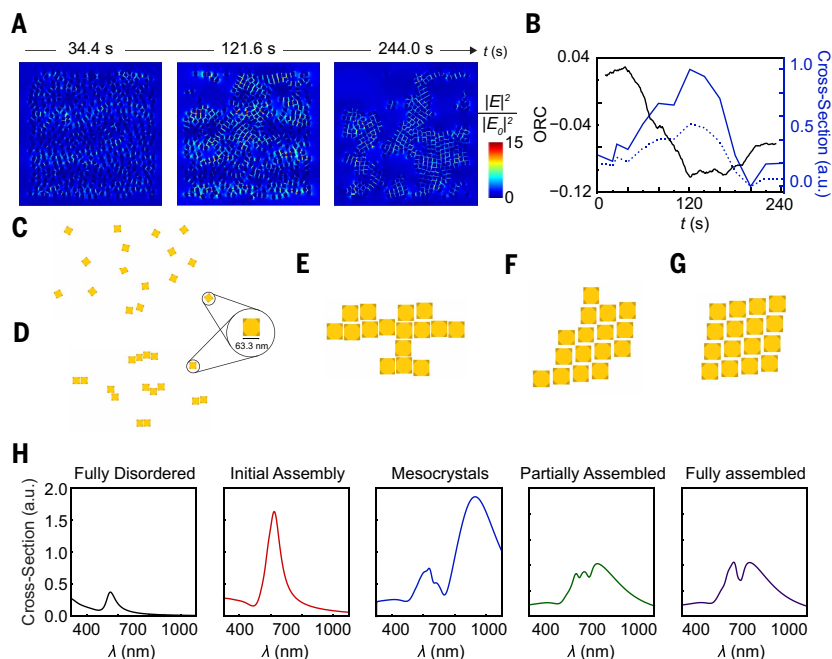 A
34.4 s
121.6 s
244.0 s
t (s)
|E|²
|E₀|²
15
0
B
0.04
−0.04
−0.12
ORC
0
120
240
t (s)
1.0
0.5
0.0
Cross-Section (a.u.)
C
D
63.3 nm
E
F
G
H
Fully Disordered
Initial Assembly
Mesocrystals
Partially Assembled
Fully assembled
Cross-Section (a.u.)
2.0
1.5
1.0
0.5
0.0
400 700 1000
400 700 1000
400 700 1000
400 700 1000
400 700 1000
λ (nm)
λ (nm)
λ (nm)
λ (nm)
λ (nm)